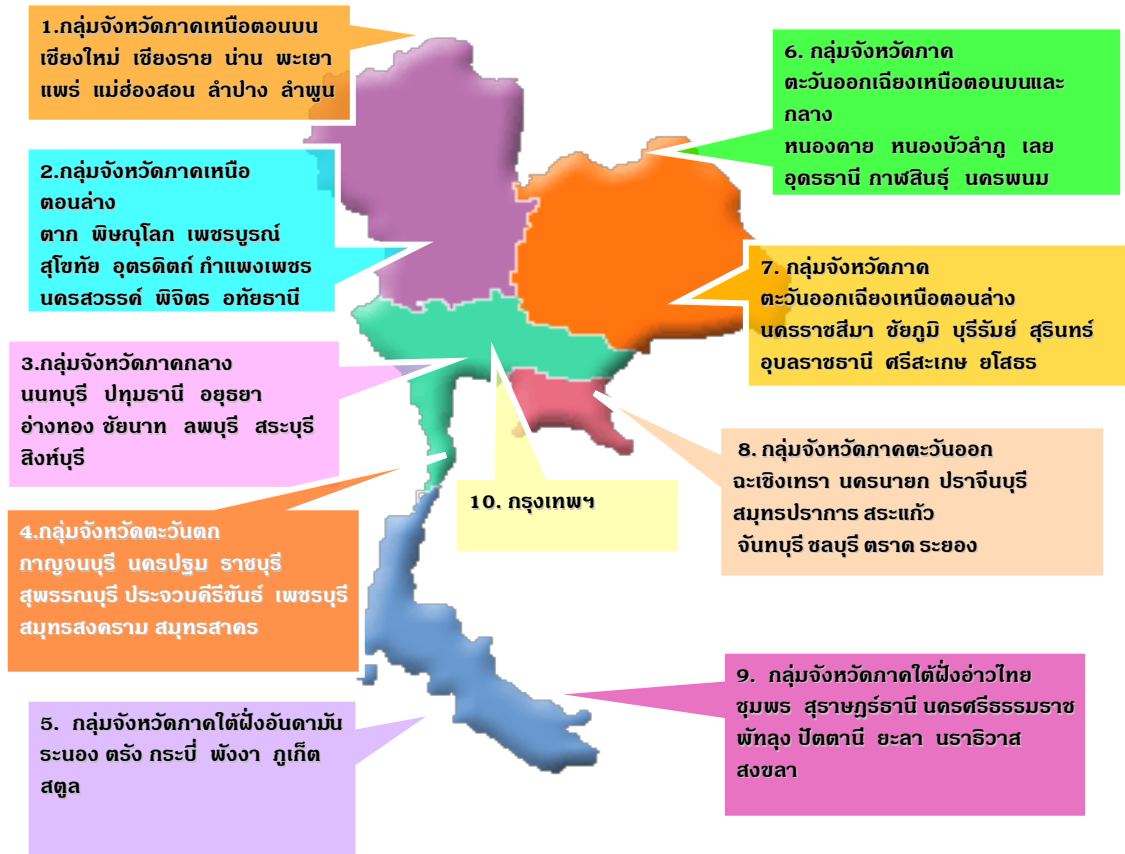 1.กลุ่มจังหวัดภาคเหนือตอนบน
เชียงใหม่ เชียงราย น่าน พะเยา
แพร่ แม่ฮ่องสอน ลำปาง ลำพูน
2.กลุ่มจังหวัดภาคเหนือ
ตอนล่าง
ตาก พิษณุโลก เพชรบูรณ์
สุโขทัย อุตรดิตถ์ กำแพงเพชร
นครสวรรค์ พิจิตร อทัยธานี
3.กลุ่มจังหวัดภาคกลาง
นนทบุรี ปทุมธานี อยุธยา
อ่างทอง ชัยนาท ลพบุรี สระบุรี
สิงห์บุรี
4.กลุ่มจังหวัดตะวันตก
กาญจนบุรี นครปฐม ราชบุรี
สุพรรณบุรี ประจวบคีรีขันธ์ เพชรบุรี
สมุทรสงคราม สมุทรสาคร
5. กลุ่มจังหวัดภาคใต้ฝั่งอันดามัน
ระนอง ตรัง กระบี่ พังงา ภูเก็ต
สตูล
6. กลุ่มจังหวัดภาค
ตะวันออกเฉียงเหนือตอนบนและ
กลาง
หนองคาย หนองบัวลำภู เลย
อุดรธานี กาฬสินธุ์ นครพนม
7. กลุ่มจังหวัดภาค
ตะวันออกเฉียงเหนือตอนล่าง
นครราชสีมา ชัยภูมิ บุรีรัมย์ สุรินทร์
อุบลราชธานี ศรีสะเกษ ยโสธร
8. กลุ่มจังหวัดภาคตะวันออก
ฉะเชิงเทรา นครนายก ปราจีนบุรี
สมุทรปราการ สระแก้ว
จันทบุรี ชลบุรี ตราด ระยอง
9. กลุ่มจังหวัดภาคใต้ฝั่งอ่าวไทย
ชุมพร สุราษฎร์ธานี นครศรีธรรมราช
พัทลุง ปัตตานี ยะลา นราธิวาส
สงขลา
10. กรุงเทพฯ